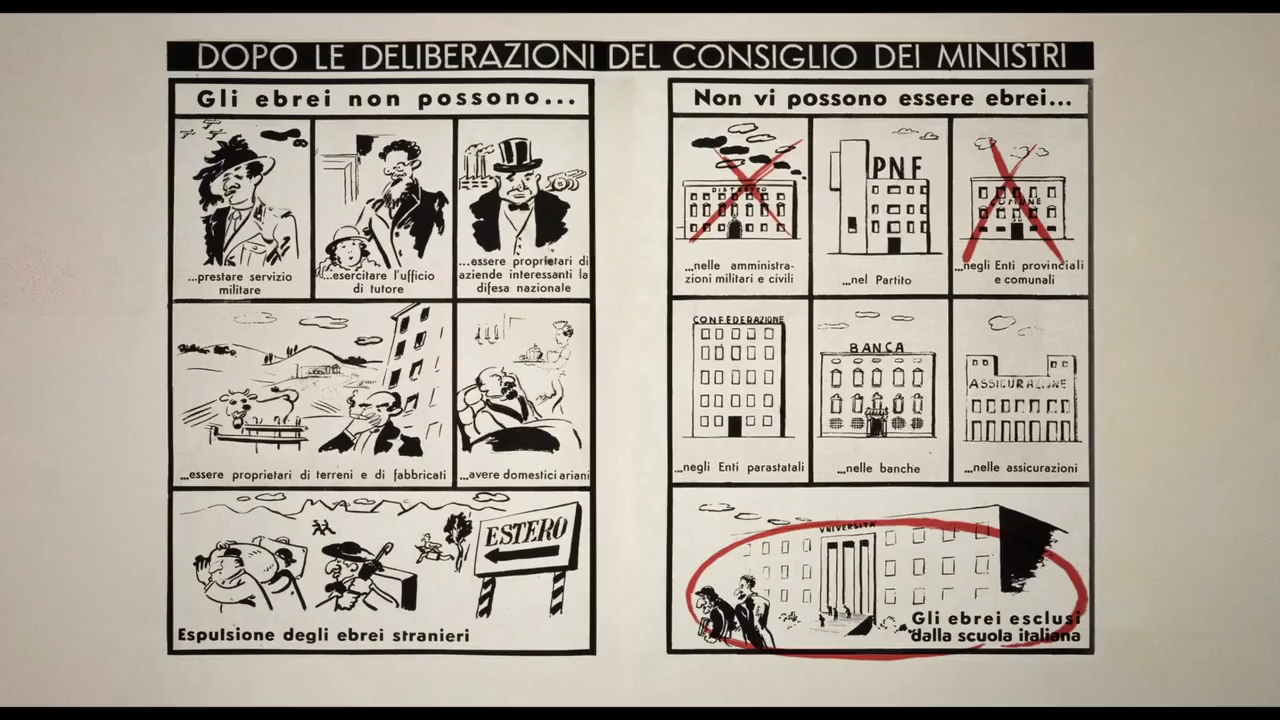 DOPO LE DELIBERAZIONI DEL CONSIGLIO DEI MINISTRI
Gli ebrei non possono...
...prestare servizio
militare
...esercitare l'ufficio
di tutore
...essere proprietari di
aziende interessanti la
difesa nazionale
...essere proprietari di terreni e di fabbricati
...avere domestici ariani
ESTERO
Espulsione degli ebrei stranieri
Non vi possono essere ebrei...
DISTRETTO
...nelle amministra-
zioni militari e civili
PNF
...nel Partito
COMUNE
...negli Enti provinciali
e comunali
CONFEDERAZIONE
...negli Enti parastatali
BANCA
...nelle banche
ASSICURAZIONE
...nelle assicurazioni
VNIVERSITA'
Gli ebrei esclusi
dalla scuola italiana